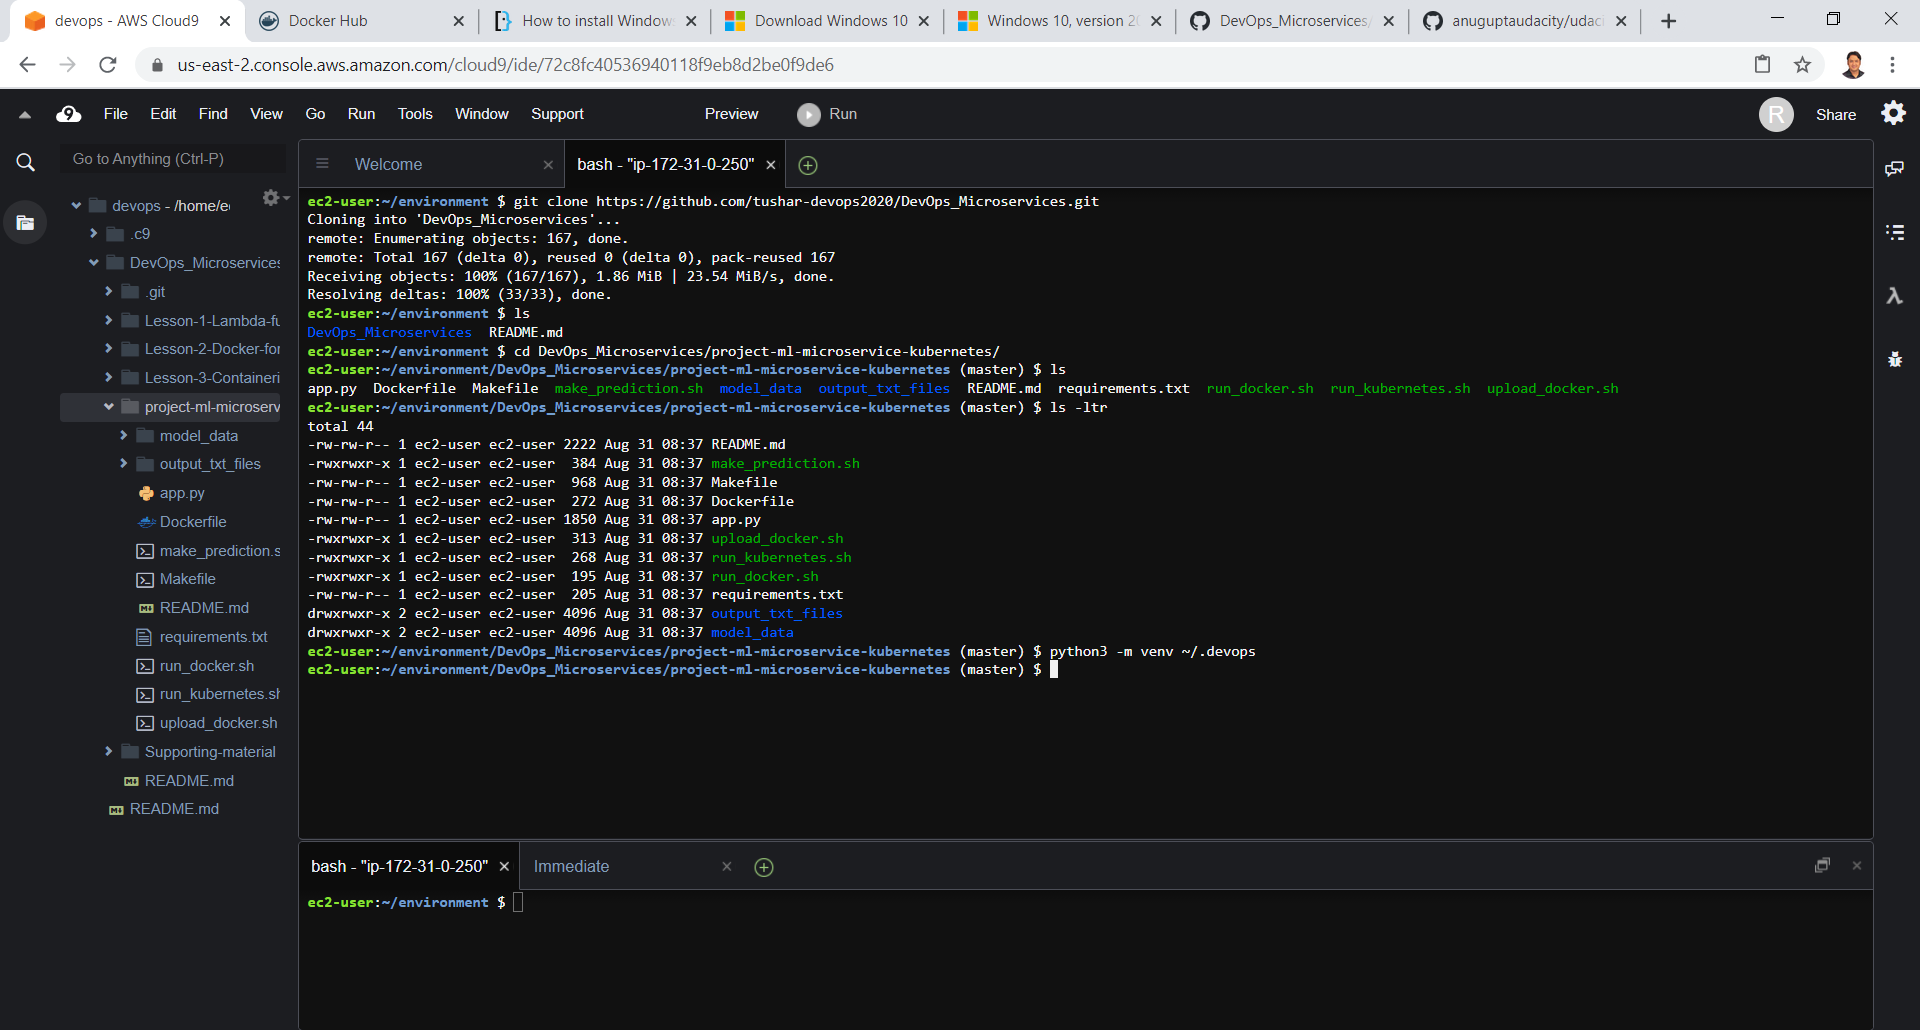 devops - AWS Cloud9
Docker Hub
How to install Window
Download Windows 10
Windows 10, version 20
DevOps_Microservices/
anuguptaudacity/udaci
us-east-2.console.aws.amazon.com/cloud9/ide/72c8fc40536940118f9eb8d2be0f9de6
9 File Edit Find View Go Run Tools Window Support Preview Run R Share
Go to Anything (Ctrl-P)
devops - /home/e
.c9
DevOps_Microservices
.git
Lesson-1-Lambda-fu
Lesson-2-Docker-for
Lesson-3-Containeri
project-ml-microserv
model_data
output_txt_files
app.py
Dockerfile
make_prediction.s
Makefile
README.md
requirements.txt
run_docker.sh
run_kubernetes.sh
upload_docker.sh
Supporting-material
README.md
README.md
Welcome
bash - "ip-172-31-0-250"
ec2-user:~/environment $ git clone https://github.com/tushar-devops2020/DevOps_Microservices.git
Cloning into 'DevOps_Microservices'...
remote: Enumerating objects: 167, done.
remote: Total 167 (delta 0), reused 0 (delta 0), pack-reused 167
Receiving objects: 100% (167/167), 1.86 MiB | 23.54 MiB/s, done.
Resolving deltas: 100% (33/33), done.
ec2-user:~/environment $ ls
DevOps_Microservices  README.md
ec2-user:~/environment $ cd DevOps_Microservices/project-ml-microservice-kubernetes/
ec2-user:~/environment/DevOps_Microservices/project-ml-microservice-kubernetes (master) $ ls
app.py  Dockerfile  Makefile  make_prediction.sh  model_data  output_txt_files  README.md  requirements.txt  run_docker.sh  run_kubernetes.sh  upload_docker.sh
ec2-user:~/environment/DevOps_Microservices/project-ml-microservice-kubernetes (master) $ ls -ltr
total 44
-rw-rw-r-- 1 ec2-user ec2-user 2222 Aug 31 08:37 README.md
-rwxrwxr-x 1 ec2-user ec2-user  384 Aug 31 08:37 make_prediction.sh
-rw-rw-r-- 1 ec2-user ec2-user  968 Aug 31 08:37 Makefile
-rw-rw-r-- 1 ec2-user ec2-user  272 Aug 31 08:37 Dockerfile
-rw-rw-r-- 1 ec2-user ec2-user 1850 Aug 31 08:37 app.py
-rwxrwxr-x 1 ec2-user ec2-user  313 Aug 31 08:37 upload_docker.sh
-rwxrwxr-x 1 ec2-user ec2-user  268 Aug 31 08:37 run_kubernetes.sh
-rwxrwxr-x 1 ec2-user ec2-user  195 Aug 31 08:37 run_docker.sh
-rw-rw-r-- 1 ec2-user ec2-user  205 Aug 31 08:37 requirements.txt
drwxrwxr-x 2 ec2-user ec2-user 4096 Aug 31 08:37 output_txt_files
drwxrwxr-x 2 ec2-user ec2-user 4096 Aug 31 08:37 model_data
ec2-user:~/environment/DevOps_Microservices/project-ml-microservice-kubernetes (master) $ python3 -m venv ~/.devops
ec2-user:~/environment/DevOps_Microservices/project-ml-microservice-kubernetes (master) $
bash - "ip-172-31-0-250"
Immediate
ec2-user:~/environment $